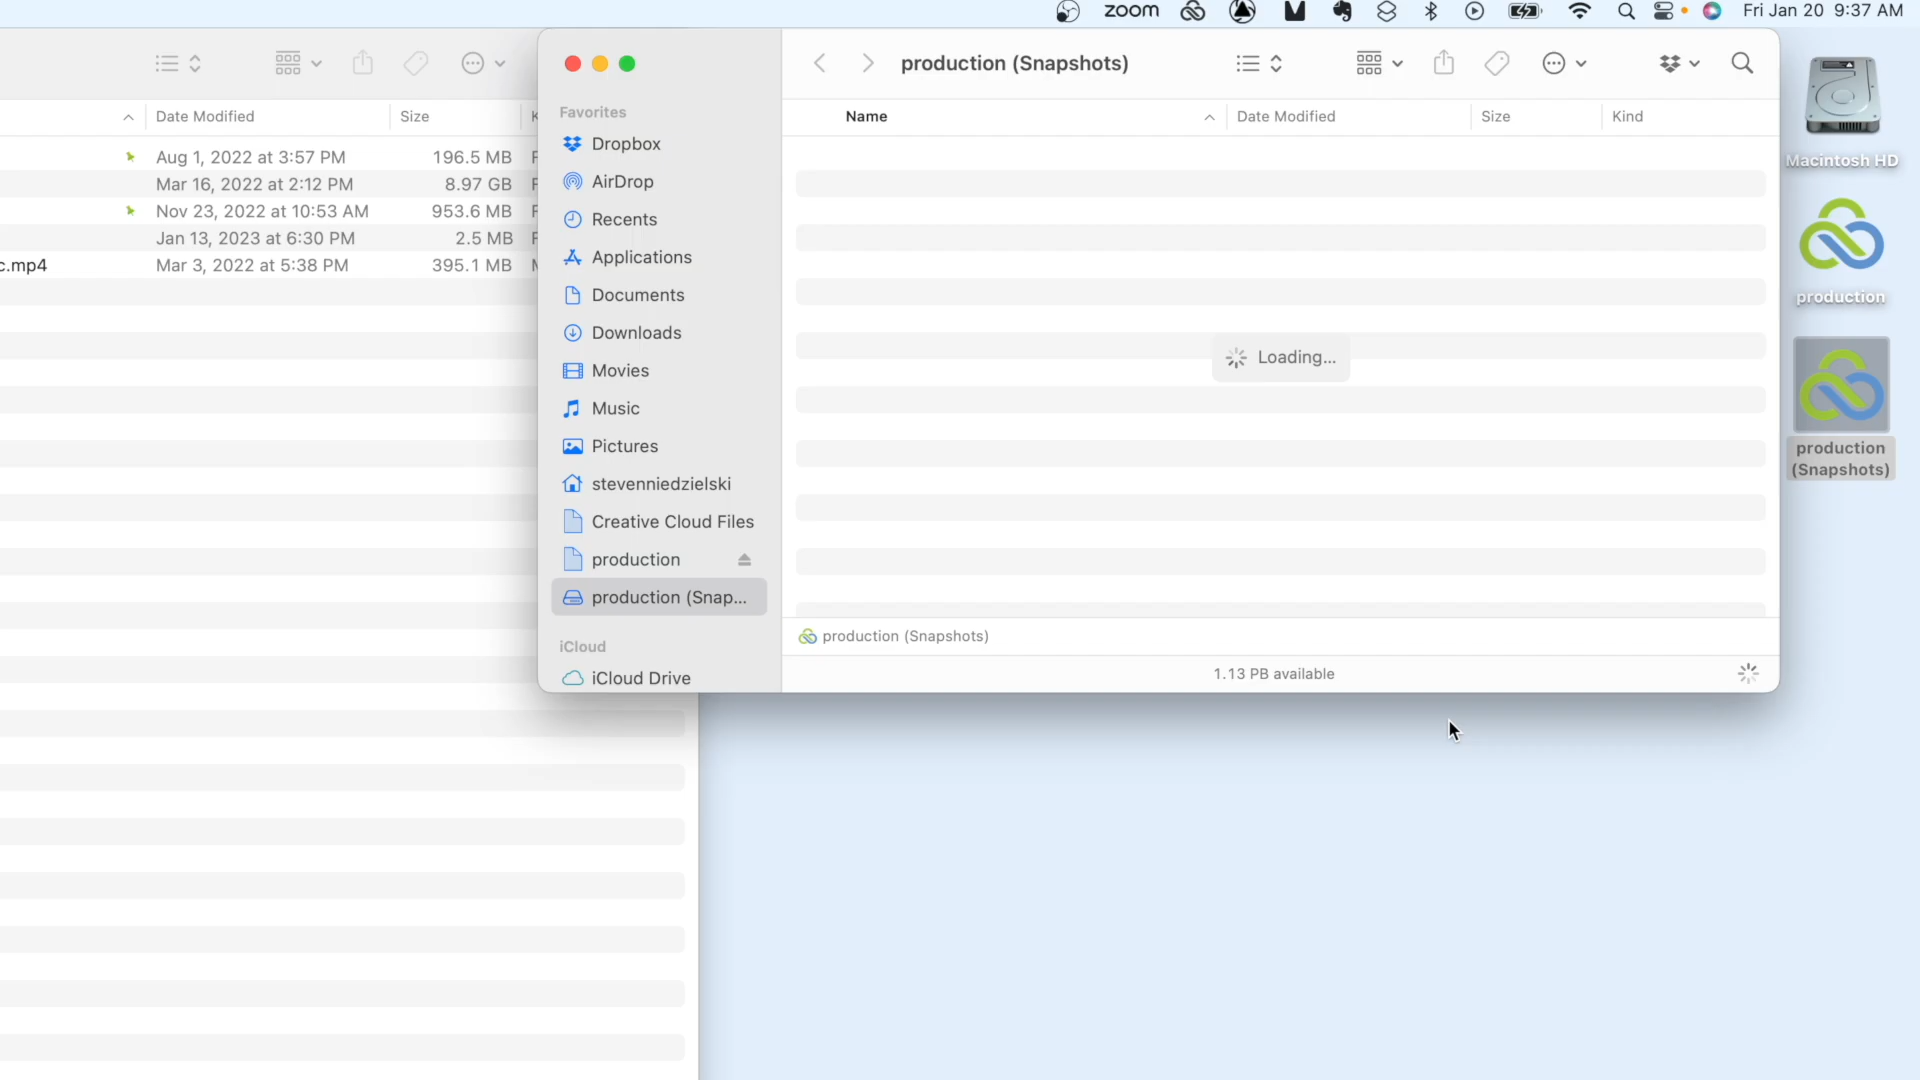 zoom
Fri Jan 20 9:37 AM
Date Modified
Size
Aug 1, 2022 at 3:57 PM 196.5 MB
Mar 16, 2022 at 2:12 PM 8.97 GB
Nov 23, 2022 at 10:53 AM 953.6 MB
Jan 13, 2023 at 6:30 PM 2.5 MB
c.mp4 Mar 3, 2022 at 5:38 PM 395.1 MB
Favorites
Dropbox
AirDrop
Recents
Applications
Documents
Downloads
Movies
Music
Pictures
stevenniedzielski
Creative Cloud Files
production
production (Snap...
iCloud
iCloud Drive
production (Snapshots)
Name
Date Modified
Size
Kind
Loading...
production (Snapshots)
1.13 PB available
Macintosh HD
production
production
(Snapshots)